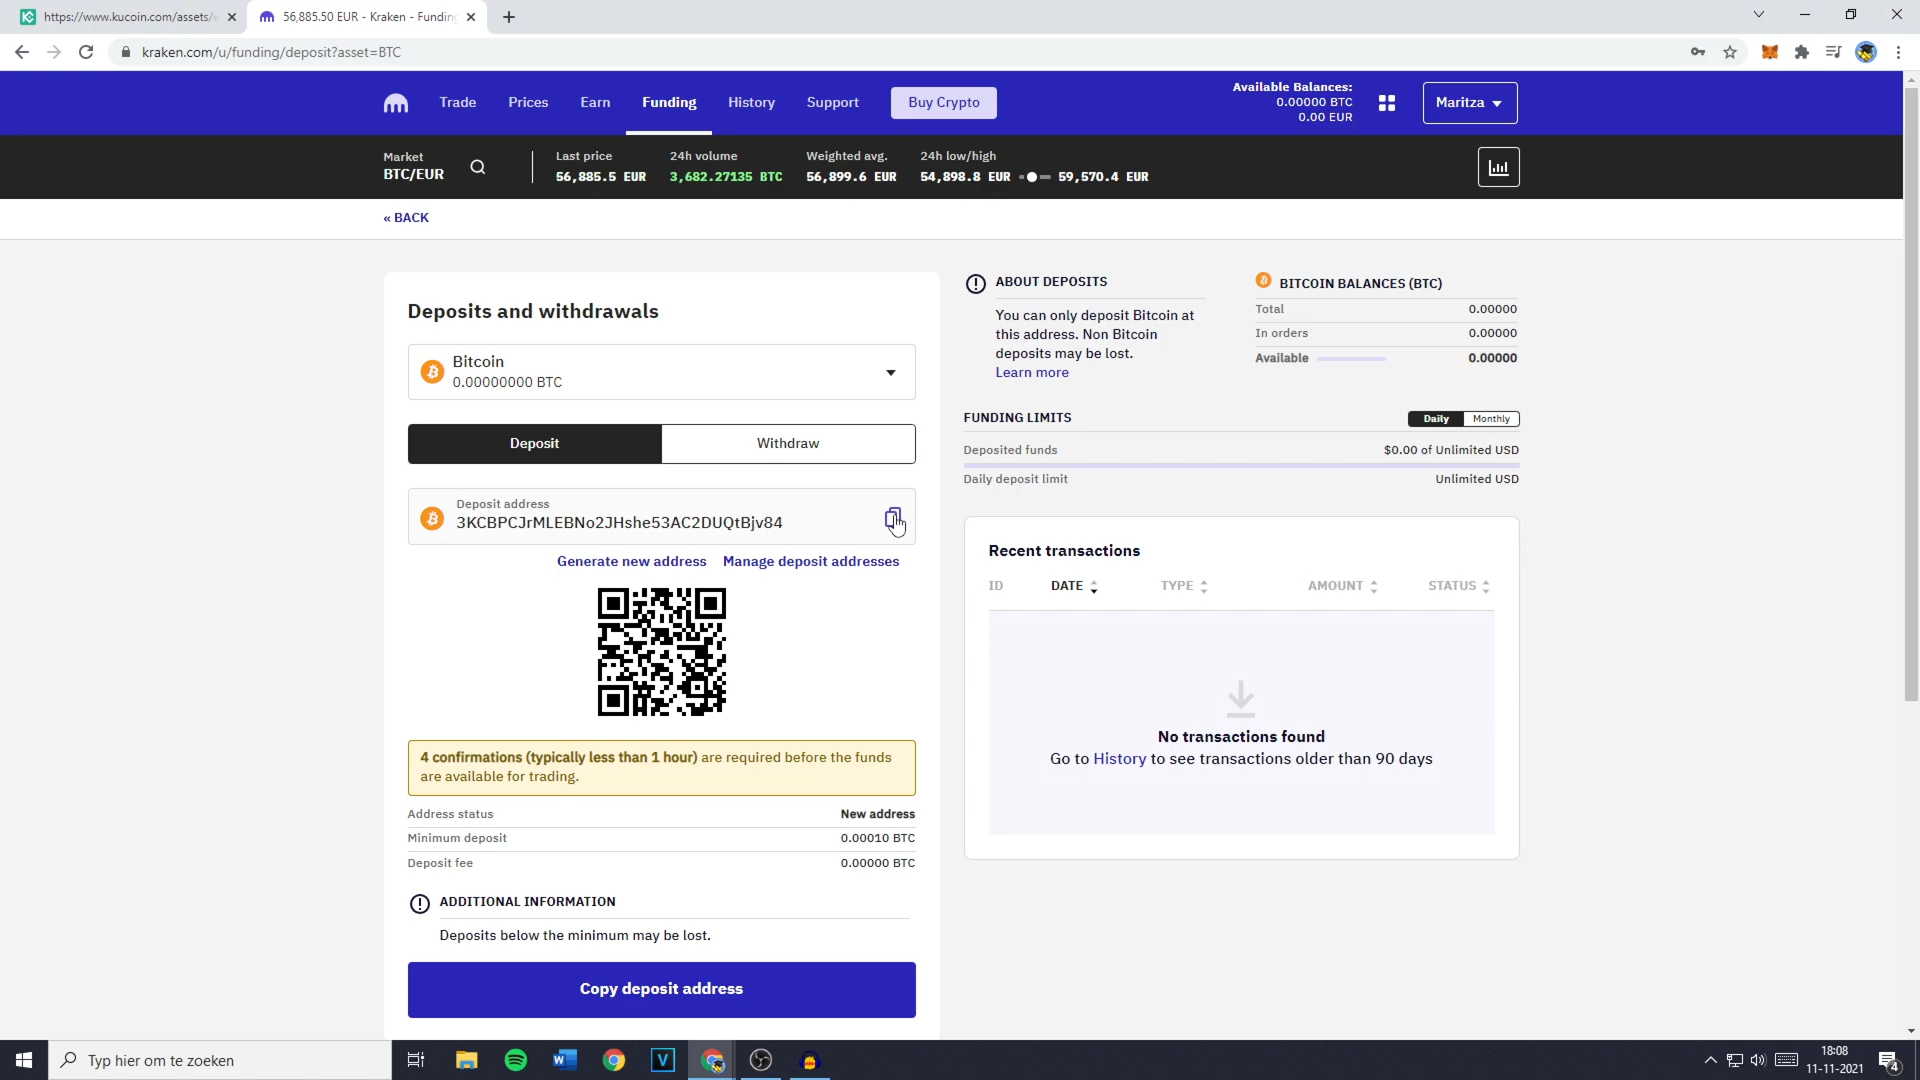 https://www.kucoin.com/assets/w
56,885.50 EUR - Kraken - Funding
kraken.com/u/funding/deposit?asset=BTC
Trade
Prices
Earn
Funding
History
Support
Buy Crypto
Available Balances:
0.00000 BTC
0.00 EUR
Maritza
Market
BTC/EUR
Last price
56,885.5 EUR
24h volume
3,682.27135 BTC
Weighted avg.
56,899.6 EUR
24h low/high
54,898.8 EUR
59,570.4 EUR
« BACK
Deposits and withdrawals
Bitcoin
0.00000000 BTC
Deposit
Withdraw
Deposit address
3KCBPCJrMLEBNo2JHshe53AC2DUQtBjv84
Generate new address
Manage deposit addresses
4 confirmations (typically less than 1 hour) are required before the funds
are available for trading.
Address status
New address
Minimum deposit
0.00010 BTC
Deposit fee
0.00000 BTC
ADDITIONAL INFORMATION
Deposits below the minimum may be lost.
Copy deposit address
ABOUT DEPOSITS
You can only deposit Bitcoin at
this address. Non Bitcoin
deposits may be lost.
Learn more
BITCOIN BALANCES (BTC)
Total
0.00000
In orders
0.00000
Available
0.00000
FUNDING LIMITS
Daily
Monthly
Deposited funds
$0.00 of Unlimited USD
Daily deposit limit
Unlimited USD
Recent transactions
ID
DATE
TYPE
AMOUNT
STATUS
No transactions found
Go to History to see transactions older than 90 days
Typ hier om te zoeken
18:08
11-11-2021
4